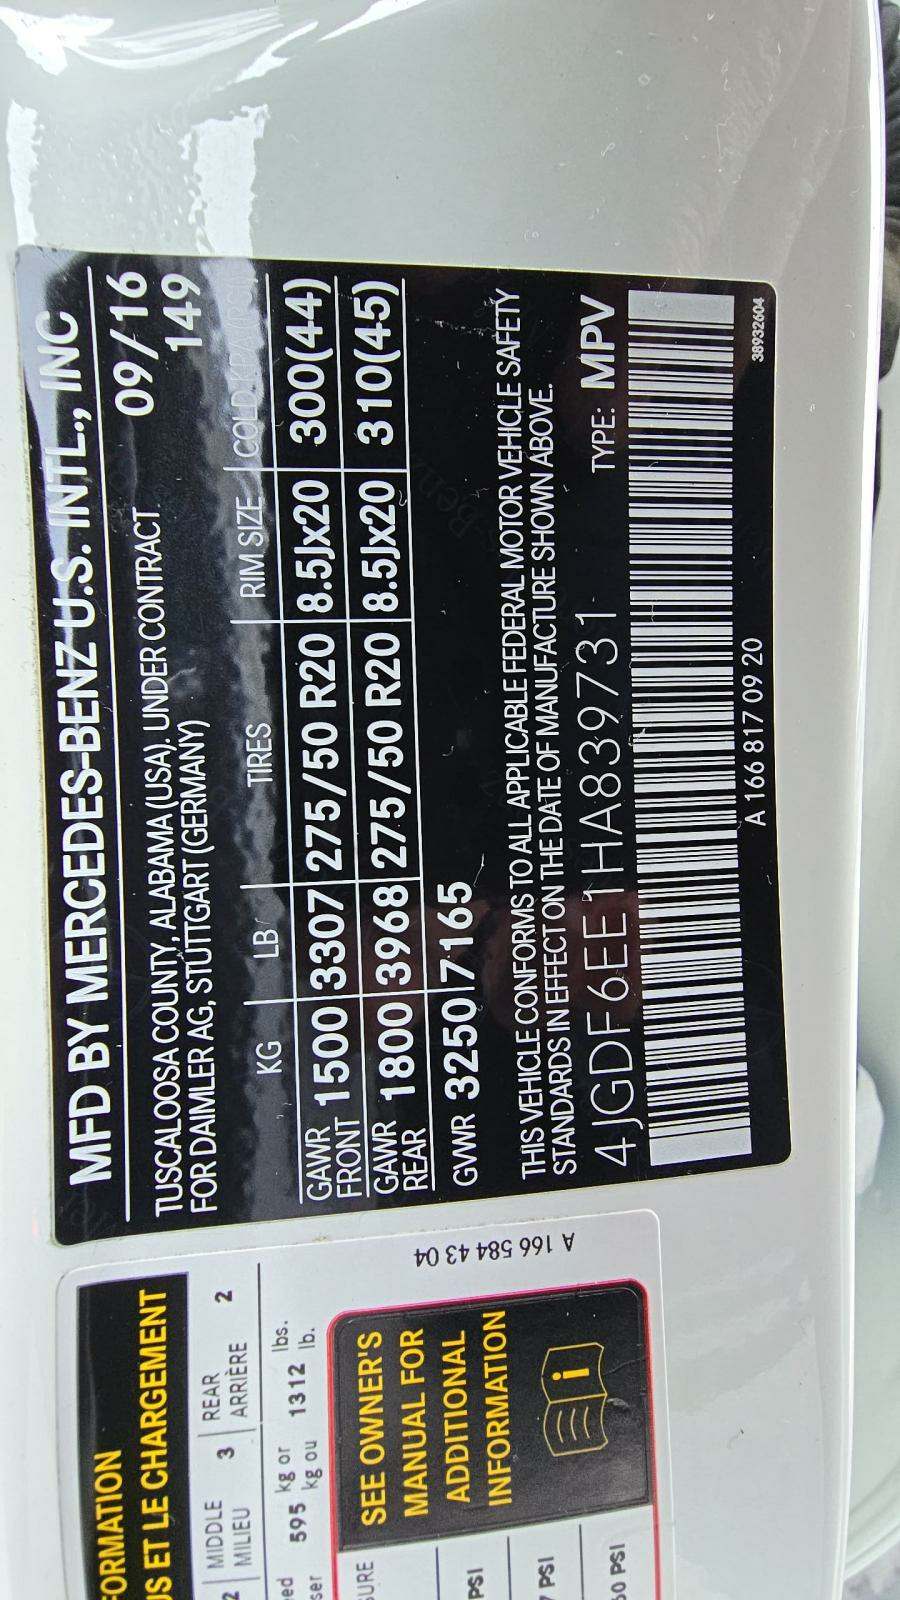 MFD BY MERCEDES-BENZ U.S. INTL., INC
TUSCALOOSA COUNTY, ALABAMA (USA), UNDER CONTRACT 09/16
FOR DAIMLER AG, STUTTGART (GERMANY) 149
KG LB TIRES RIM SIZE COLD
GAWR FRONT 1500 3307 275/50 R20 8.5Jx20 300(44)
GAWR REAR 1800 3968 275/50 R20 8.5Jx20 310(45)
GVWR 3250 7165
THIS VEHICLE CONFORMS TO ALL APPLICABLE FEDERAL MOTOR VEHICLE SAFETY
STANDARDS IN EFFECT ON THE DATE OF MANUFACTURE SHOWN ABOVE.
4JGDF6EE1HA839731 TYPE: MPV
A 166 817 09 20
38932604
A 166 584 43 04
ORMATION
ET LE CHARGEMENT
2 MIDDLE 3 REAR 2
MILIEU ARRIÈRE
595 kg or 1312 lbs.
kg ou lb.
SEE OWNER'S
MANUAL FOR
ADDITIONAL
INFORMATION
PSI
PSI
PSI